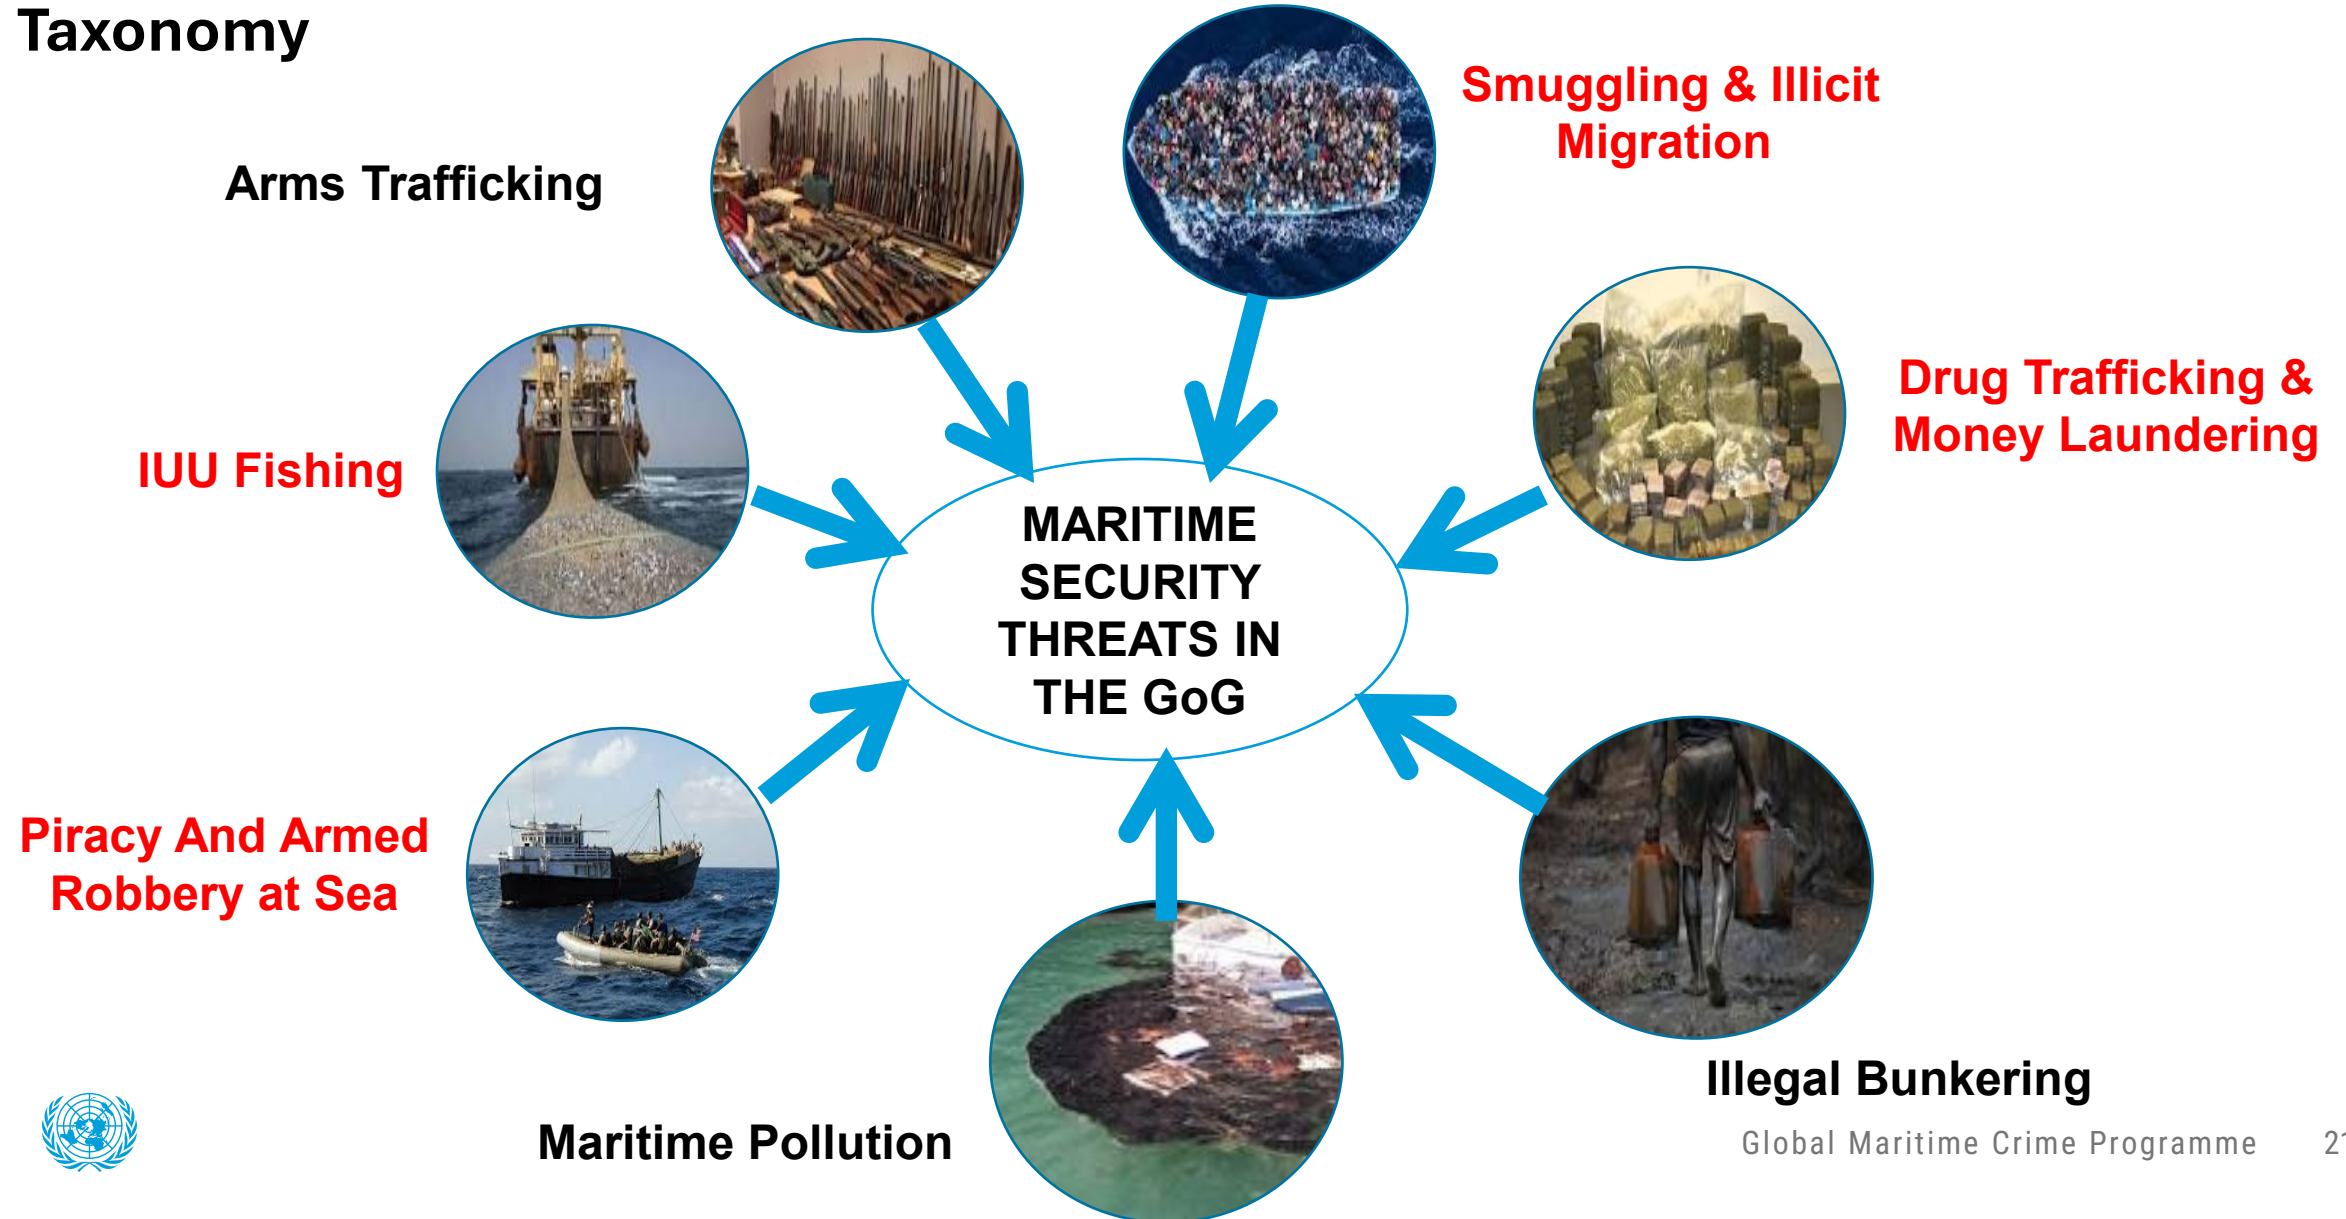 Taxonomy
Smuggling & Illicit
Migration
Arms Trafficking
Drug Trafficking &
Money Laundering
IUU Fishing
MARITIME
SECURITY
THREATS IN
THE GoG
Piracy And Armed
Robbery at Sea
Illegal Bunkering
Maritime Pollution
Global Maritime Crime Programme 21